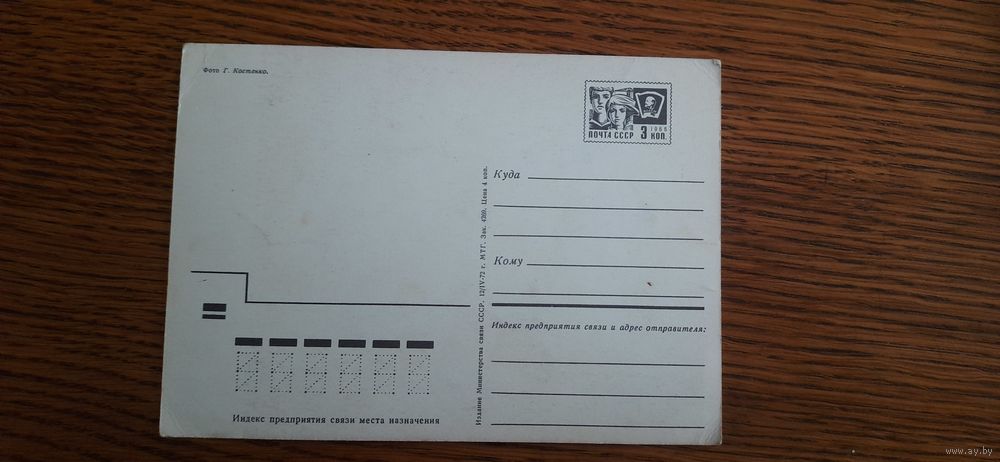 Фото Г. Костенко.
1966
ПОЧТА СССР 3 КОП.
Куда
Кому
Издание Министерства связи СССР. 12/IV-72 г. МТГ. Зак. 4209. Цена 4 коп.
Индекс предприятия связи и адрес отправителя:
Индекс предприятия связи места назначения
www.ay.by